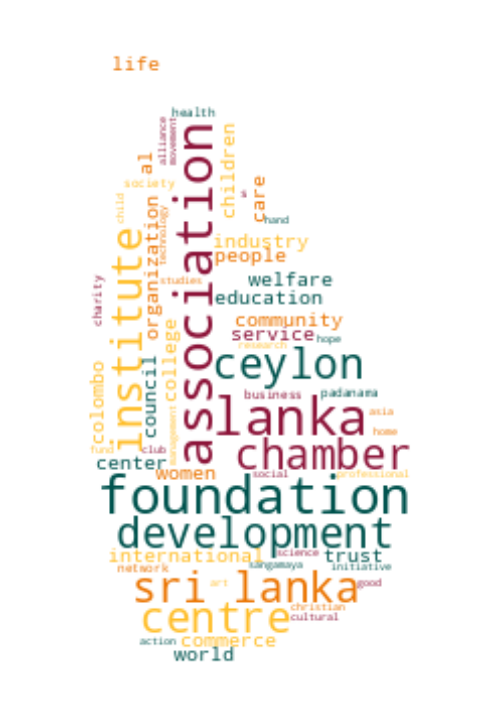 life
health
alliance
movement
association
children
al
society
care
s
hand
child
organization
technology
institute
industry
people
studies
welfare
education
charity
community
service
hope
research
college
ceylon
council
colombo
business
padanama
lanka
asia
management
home
chamber
fund
club
center
women
social
professional
foundation
development
international
science
trust
sangamaya
initiative
network
sri lanka
art
good
centre
christian
cultural
action
commerce
world